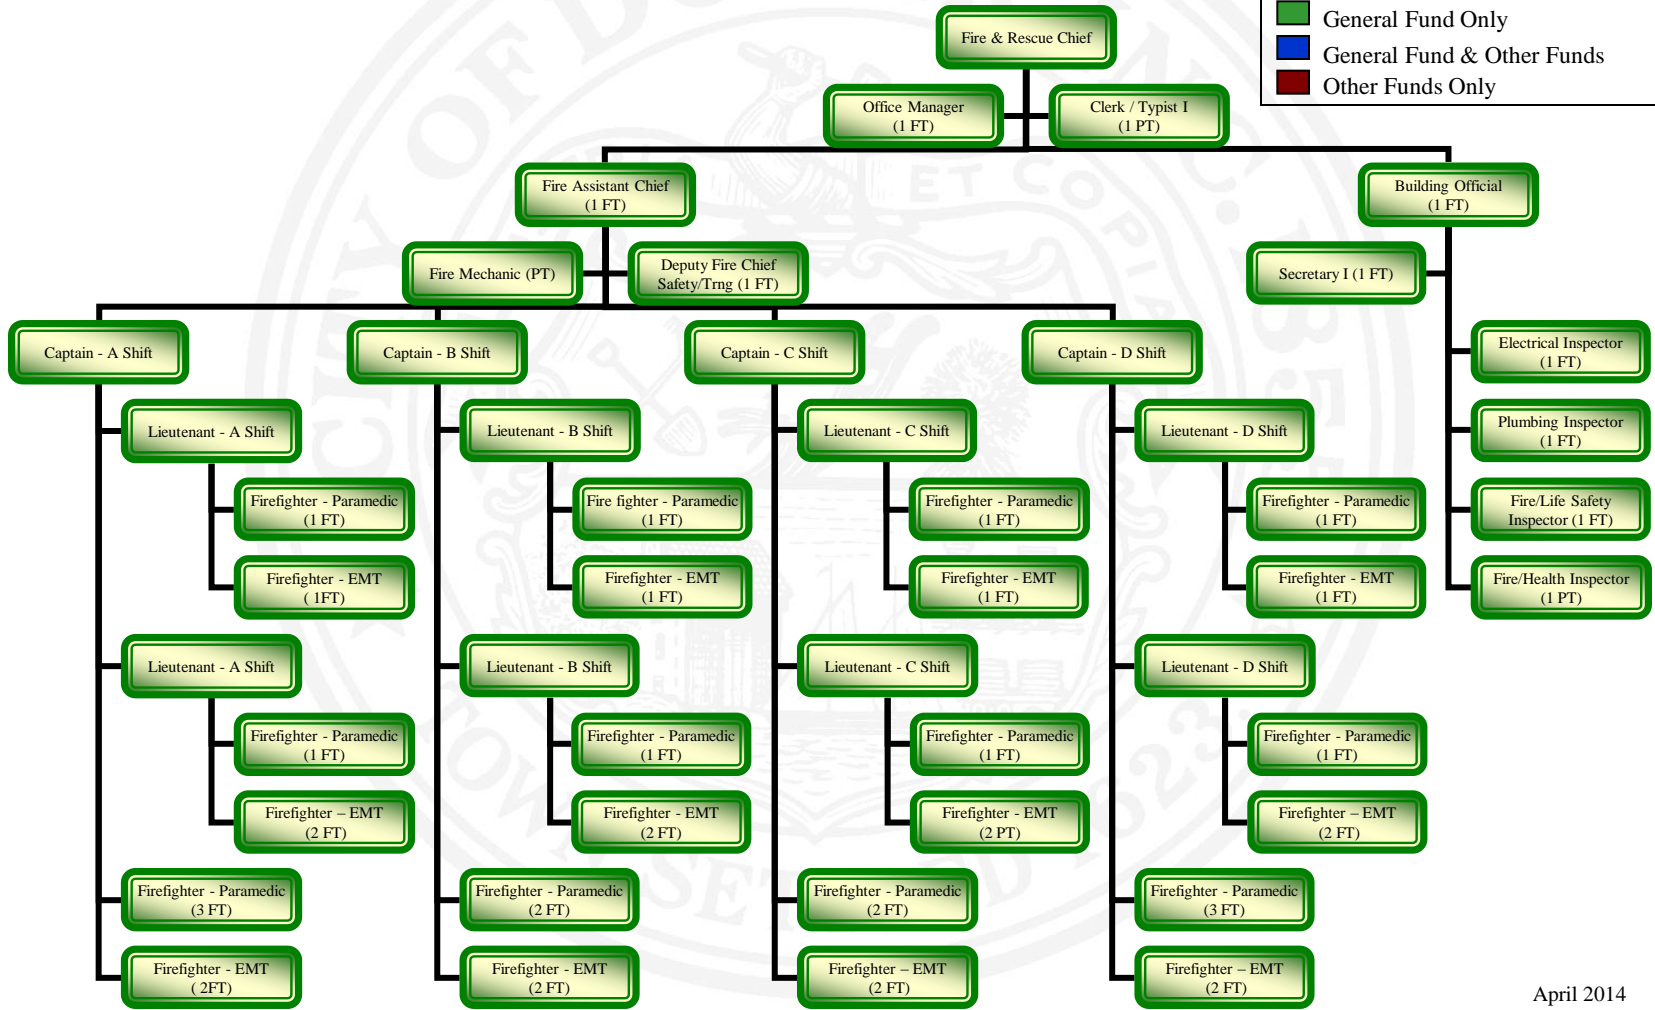 General Fund Only
General Fund & Other Funds
Other Funds Only
Fire & Rescue Chief
Office Manager
(1 FT)
Clerk / Typist I
(1 PT)
Fire Assistant Chief
(1 FT)
Building Official
(1 FT)
Fire Mechanic (PT)
Deputy Fire Chief
Safety/Trng (1 FT)
Secretary I (1 FT)
Captain - A Shift
Captain - B Shift
Captain - C Shift
Captain - D Shift
Electrical Inspector
(1 FT)
Plumbing Inspector
(1 FT)
Fire/Life Safety
Inspector (1 FT)
Fire/Health Inspector
(1 PT)
Lieutenant - A Shift
Firefighter - Paramedic
(1 FT)
Firefighter - EMT
( 1FT)
Lieutenant - A Shift
Firefighter - Paramedic
(1 FT)
Firefighter – EMT
(2 FT)
Firefighter - Paramedic
(3 FT)
Firefighter - EMT
( 2FT)
Lieutenant - B Shift
Fire fighter - Paramedic
(1 FT)
Firefighter - EMT
(1 FT)
Lieutenant - B Shift
Firefighter - Paramedic
(1 FT)
Firefighter - EMT
(2 FT)
Firefighter - Paramedic
(2 FT)
Firefighter - EMT
(2 FT)
Lieutenant - C Shift
Firefighter - Paramedic
(1 FT)
Firefighter - EMT
(1 FT)
Lieutenant - C Shift
Firefighter - Paramedic
(1 FT)
Firefighter - EMT
(2 PT)
Firefighter - Paramedic
(2 FT)
Firefighter – EMT
(2 FT)
Lieutenant - D Shift
Firefighter - Paramedic
(1 FT)
Firefighter - EMT
(1 FT)
Lieutenant - D Shift
Firefighter - Paramedic
(1 FT)
Firefighter – EMT
(2 FT)
Firefighter - Paramedic
(3 FT)
Firefighter – EMT
(2 FT)
April 2014